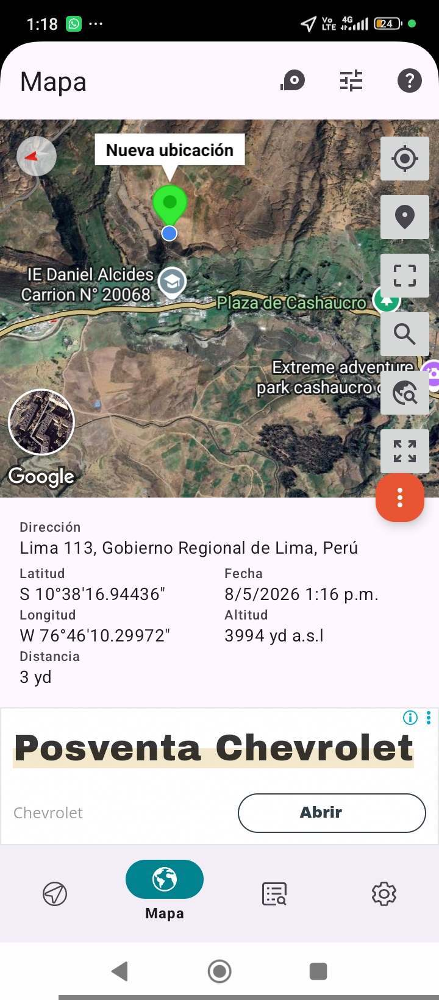 1:18
Vo
LTE
4G
24
Mapa
Nueva ubicación
IE Daniel Alcides
Carrion N° 20068
Plaza de Cashaucro
Extreme adventure
park cashaucro
Google
Dirección
Lima 113, Gobierno Regional de Lima, Perú
Latitud
Fecha
S 10°38'16.94436"
8/5/2026 1:16 p.m.
Longitud
Altitud
W 76°46'10.29972"
3994 yd a.s.l
Distancia
3 yd
Posventa Chevrolet
Chevrolet
Abrir
Mapa